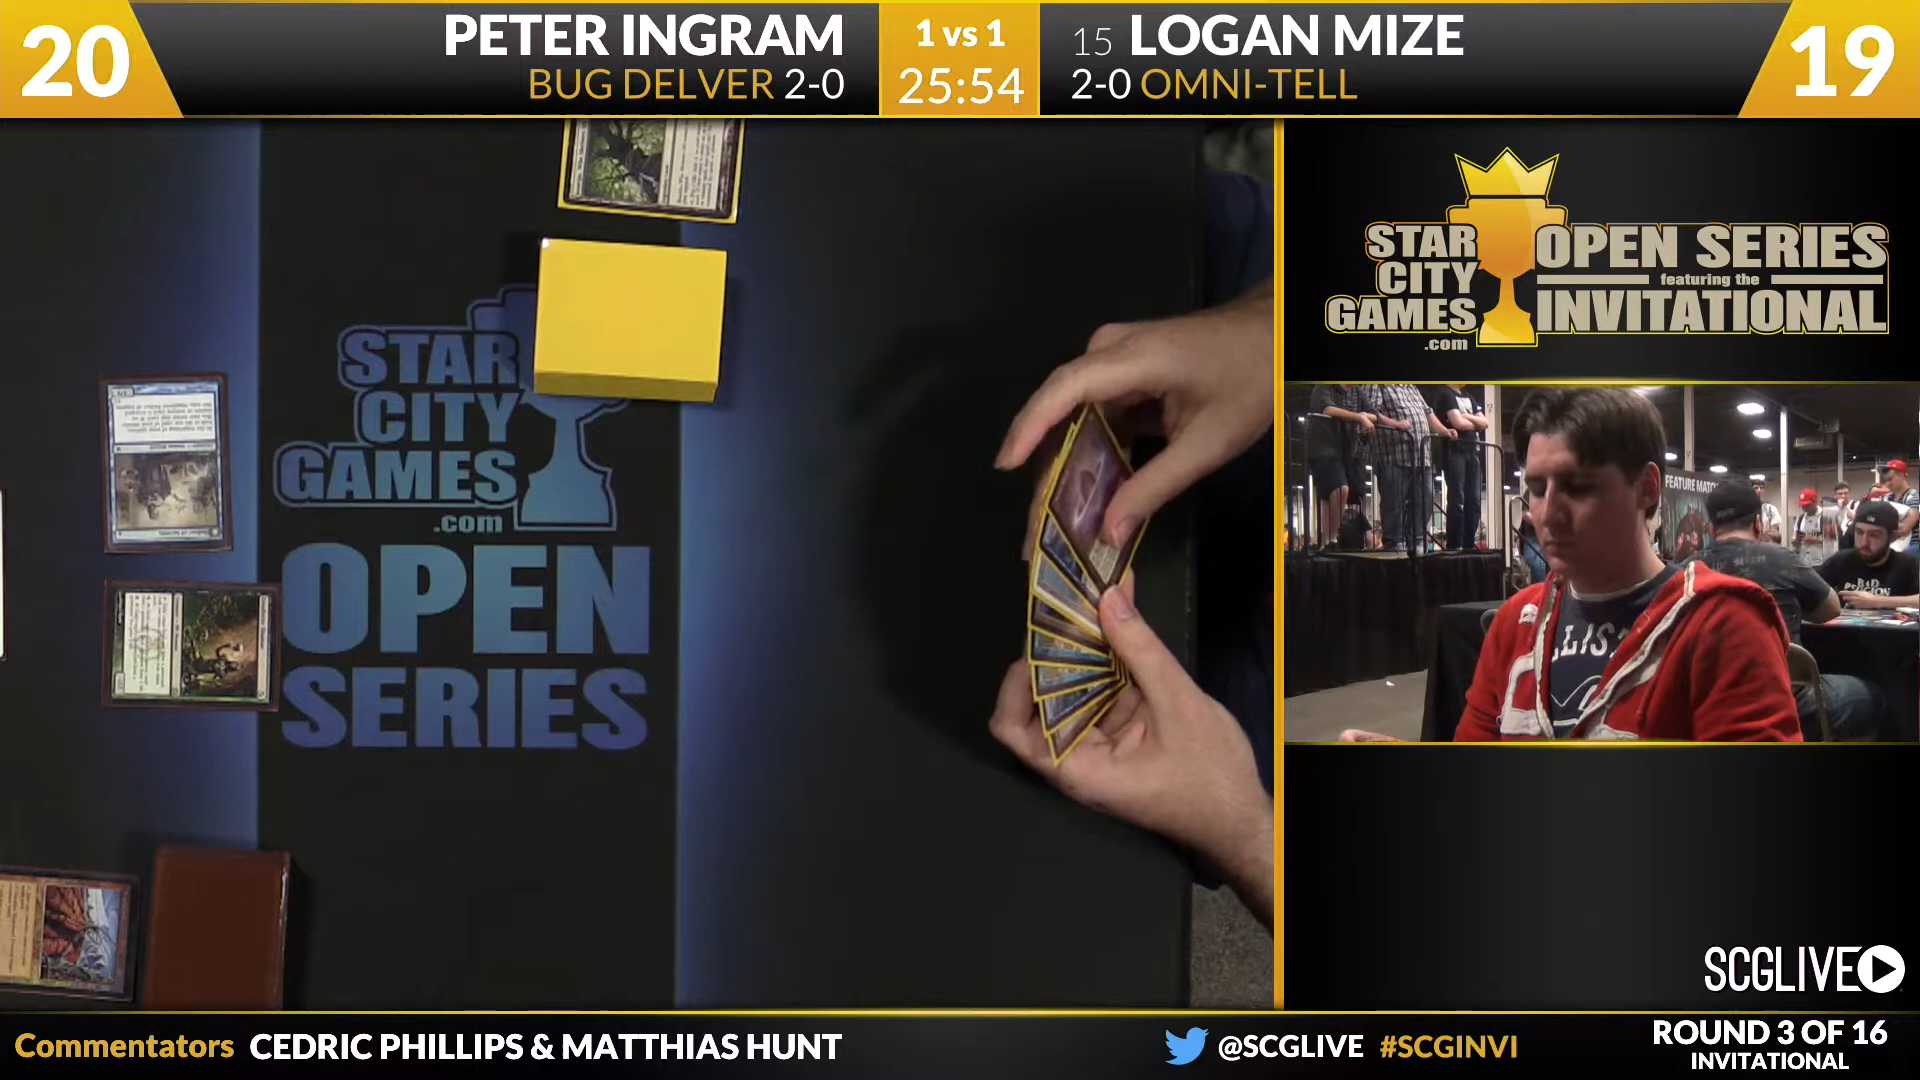 20
PETER INGRAM
BUG DELVER 2-0
1 vs 1
25:54
15 LOGAN MIZE
2-0 OMNI-TELL
19
STAR
CITY
GAMES
.com
OPEN
SERIES
STAR
CITY
GAMES
.com
OPEN SERIES
featuring the
INVITATIONAL
FEATURE MATC
SCGLIVE
Commentators CEDRIC PHILLIPS & MATTHIAS HUNT
@SCGLIVE #SCGINVI
ROUND 3 OF 16
INVITATIONAL